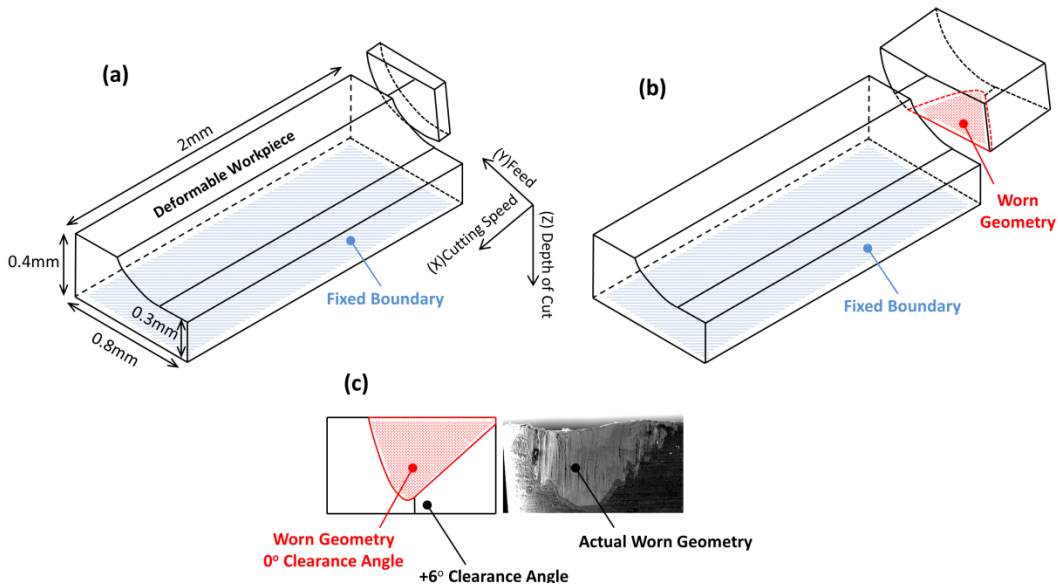 (a)
2mm
Deformable Workpiece
0.4mm
0.3mm
0.8mm
Fixed Boundary
(Y)Feed
(X)Cutting Speed
(Z) Depth of Cut
(b)
Worn
Geometry
Fixed Boundary
(c)
Worn Geometry
0° Clearance Angle
+6° Clearance Angle
Actual Worn Geometry